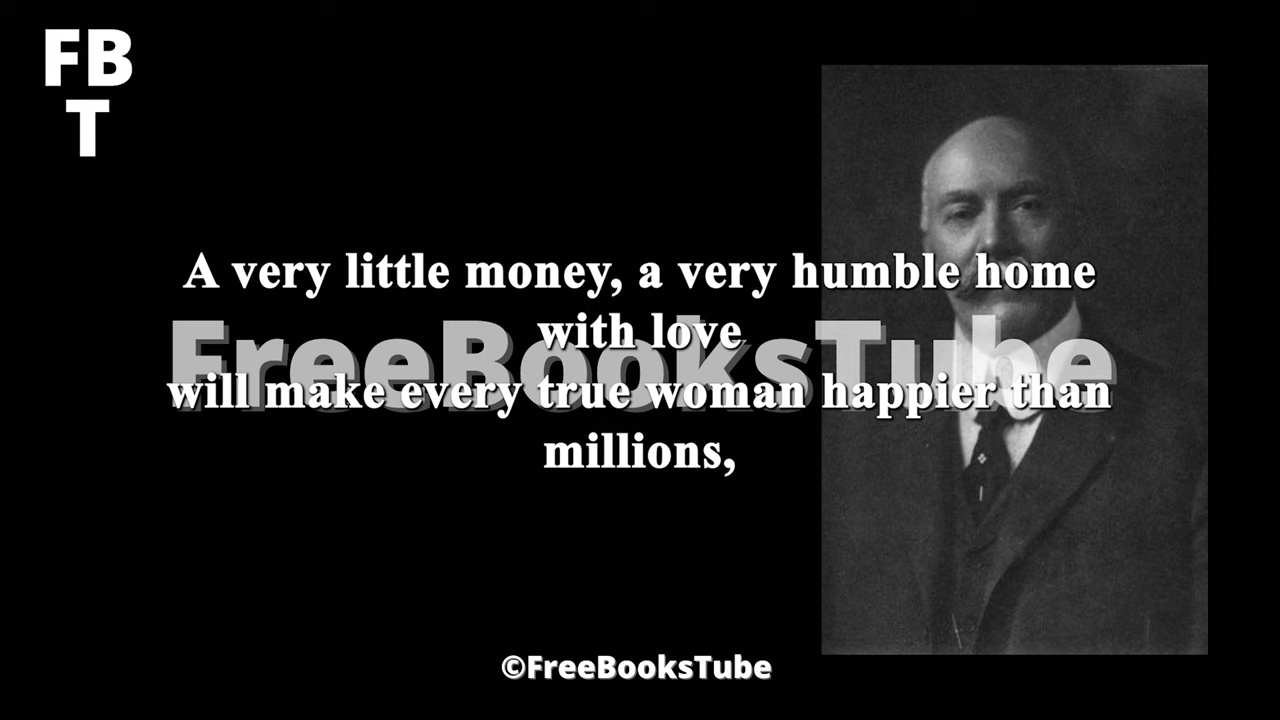 FB
T
A very little money, a very humble home
with love
FreeBooksTube
will make every true woman happier than
millions,
©FreeBooksTube